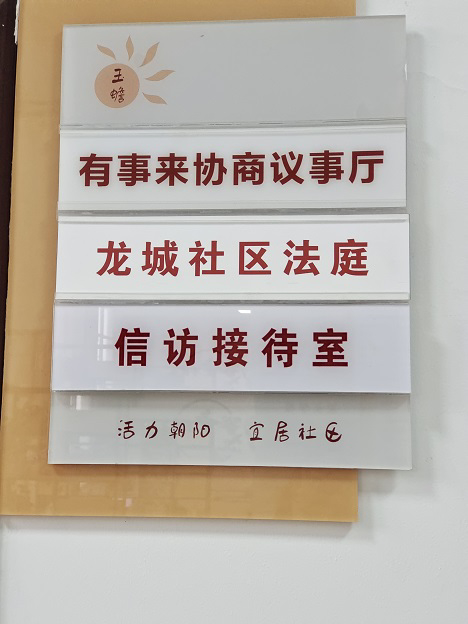 王
瞻
有事来协商议事厅
龙城社区法庭
信访接待室
活力朝阳 宜居社区